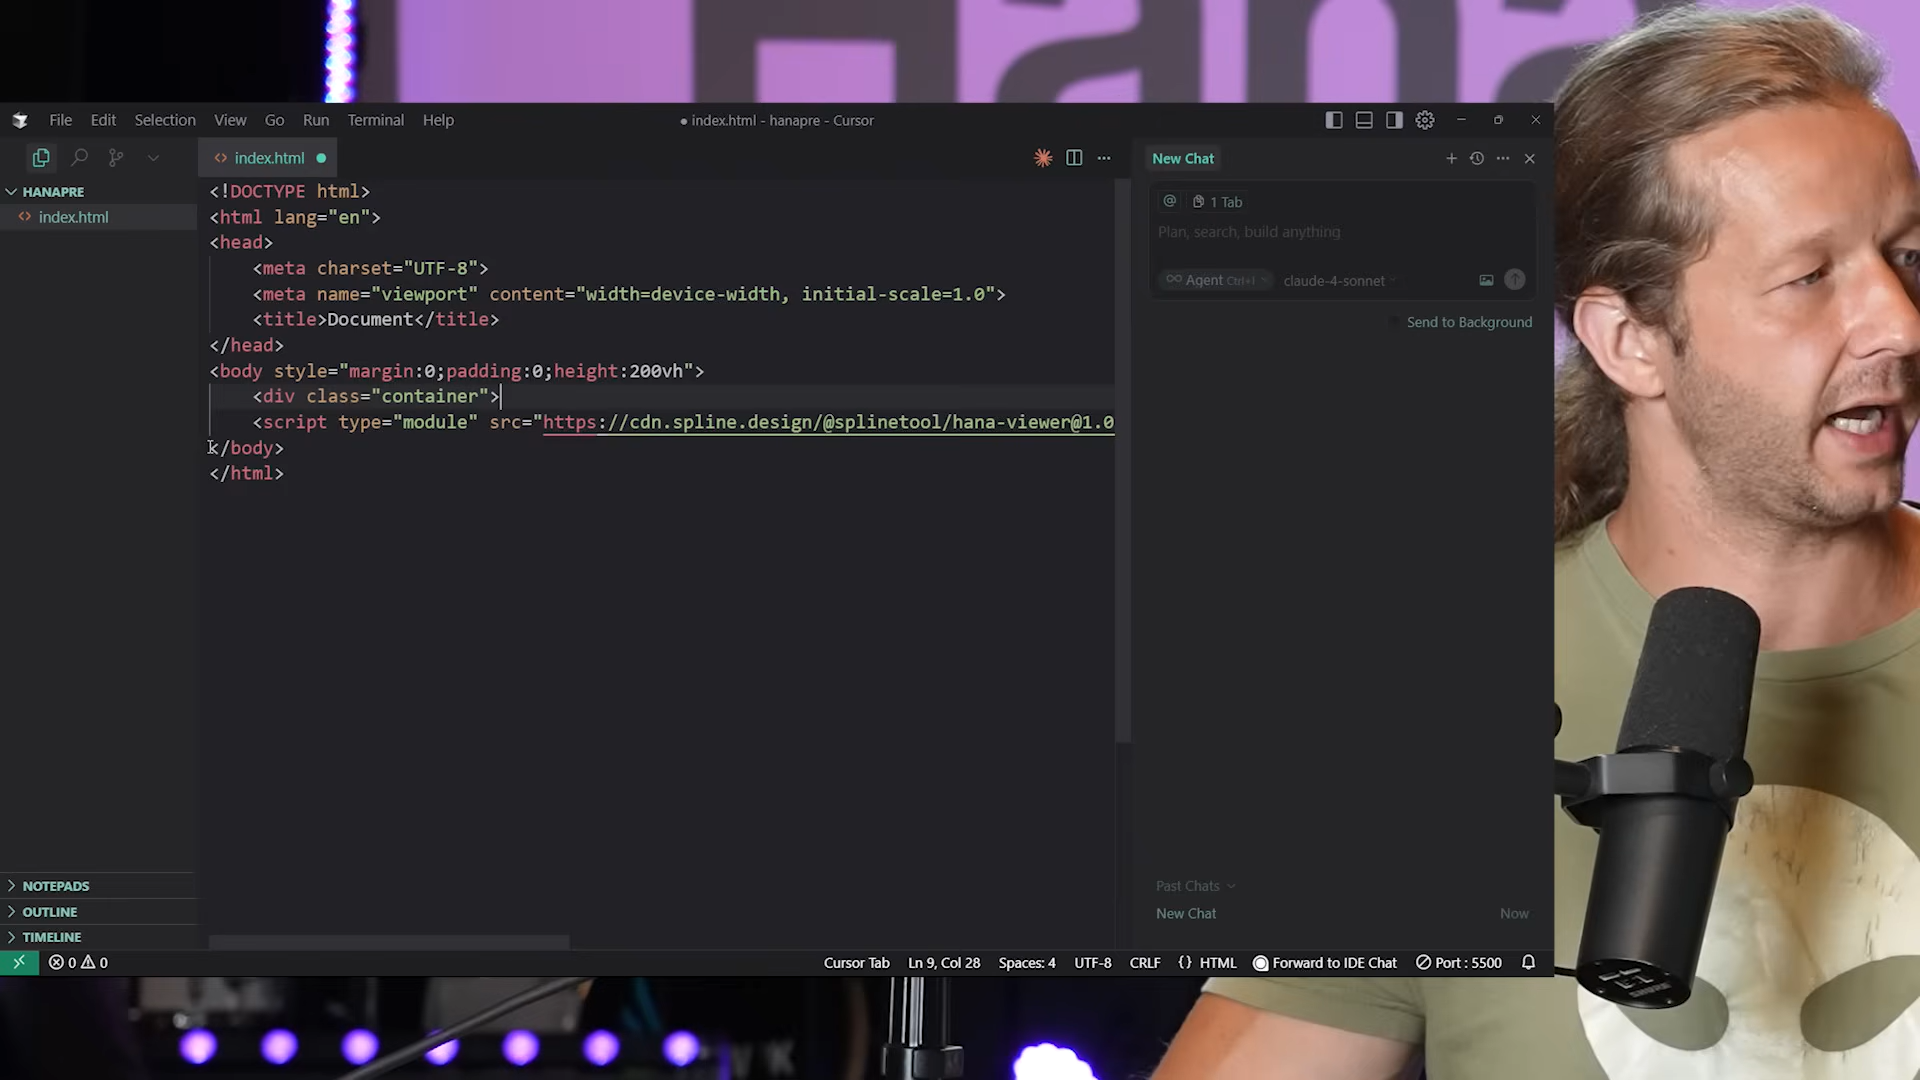 Hana
File Edit Selection View Go Run Terminal Help
● index.html - hanapre - Cursor
index.html
New Chat
HANAPRE
index.html
<!DOCTYPE html>
<html lang="en">
<head>
<meta charset="UTF-8">
<meta name="viewport" content="width=device-width, initial-scale=1.0">
<title>Document</title>
</head>
<body style="margin:0;padding:0;height:200vh">
<div class="container">
<script type="module" src="https://cdn.spline.design/@splinetool/hana-viewer@1.0
</body>
</html>
@ 1 Tab
Plan, search, build anything
Agent Ctrl+I claude-4-sonnet
Send to Background
Past Chats
New Chat Now
NOTEPADS
OUTLINE
TIMELINE
0 0
Cursor Tab Ln 9, Col 28 Spaces: 4 UTF-8 CRLF {} HTML Forward to IDE Chat Port : 5500